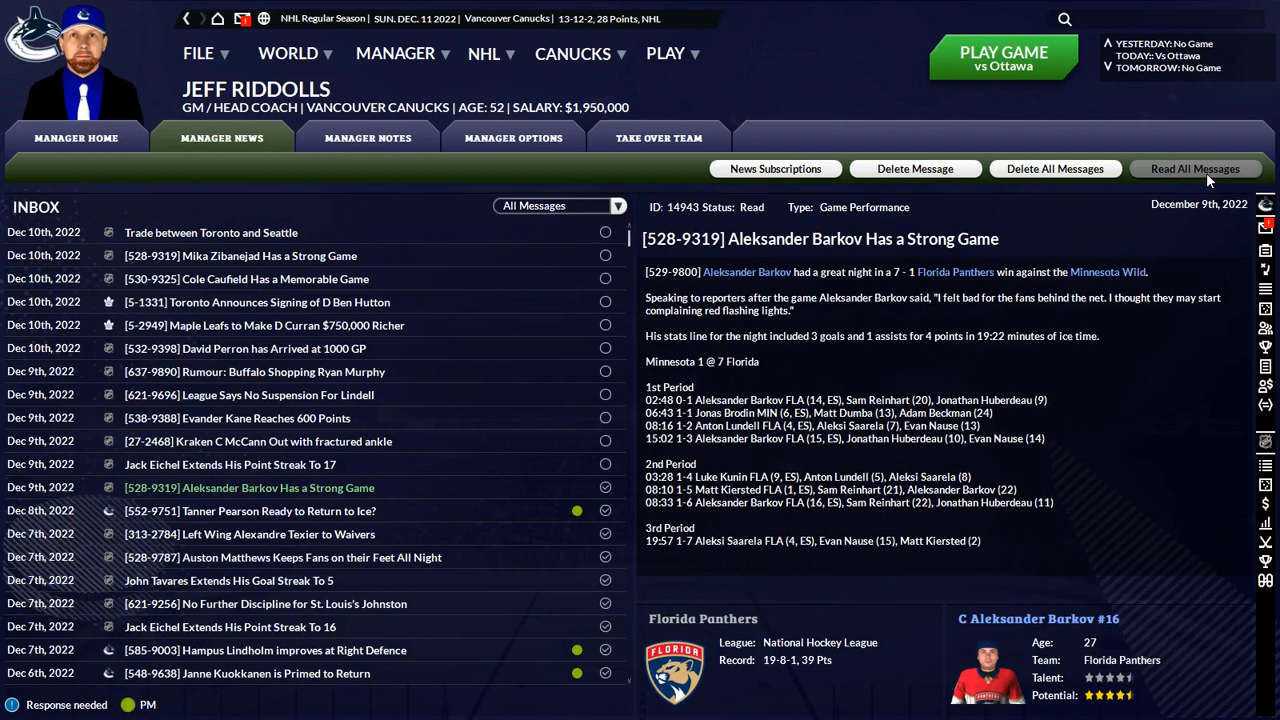 NHL Regular Season | SUN. DEC. 11 2022 | Vancouver Canucks | 13-12-2, 28 Points, NHL
FILE WORLD MANAGER NHL CANUCKS PLAY
PLAY GAME
vs Ottawa
YESTERDAY: No Game
TODAY:: Vs Ottawa
TOMORROW: No Game
JEFF RIDDOLLS
GM / HEAD COACH | VANCOUVER CANUCKS | AGE: 52 | SALARY: $1,950,000
MANAGER HOME MANAGER NEWS MANAGER NOTES MANAGER OPTIONS TAKE OVER TEAM
News Subscriptions Delete Message Delete All Messages Read All Messages
INBOX All Messages
Dec 10th, 2022 Trade between Toronto and Seattle
Dec 10th, 2022 [528-9319] Mika Zibanejad Has a Strong Game
Dec 10th, 2022 [530-9325] Cole Caufield Has a Memorable Game
Dec 10th, 2022 [5-1331] Toronto Announces Signing of D Ben Hutton
Dec 10th, 2022 [5-2949] Maple Leafs to Make D Curran $750,000 Richer
Dec 10th, 2022 [532-9398] David Perron has Arrived at 1000 GP
Dec 9th, 2022 [637-9890] Rumour: Buffalo Shopping Ryan Murphy
Dec 9th, 2022 [621-9696] League Says No Suspension For Lindell
Dec 9th, 2022 [538-9388] Evander Kane Reaches 600 Points
Dec 9th, 2022 [27-2468] Kraken C McCann Out with fractured ankle
Dec 9th, 2022 Jack Eichel Extends His Point Streak To 17
Dec 9th, 2022 [528-9319] Aleksander Barkov Has a Strong Game
Dec 8th, 2022 [552-9751] Tanner Pearson Ready to Return to Ice?
Dec 7th, 2022 [313-2784] Left Wing Alexandre Texier to Waivers
Dec 7th, 2022 [528-9787] Auston Matthews Keeps Fans on their Feet All Night
Dec 7th, 2022 John Tavares Extends His Goal Streak To 5
Dec 7th, 2022 [621-9256] No Further Discipline for St. Louis's Johnston
Dec 7th, 2022 Jack Eichel Extends His Point Streak To 16
Dec 7th, 2022 [585-9003] Hampus Lindholm improves at Right Defence
Dec 6th, 2022 [548-9638] Janne Kuokkanen is Primed to Return
Response needed PM
ID: 14943 Status: Read Type: Game Performance December 9th, 2022
[528-9319] Aleksander Barkov Has a Strong Game
[529-9800] Aleksander Barkov had a great night in a 7 - 1 Florida Panthers win against the Minnesota Wild.
Speaking to reporters after the game Aleksander Barkov said, "I felt bad for the fans behind the net. I thought they may start
complaining red flashing lights."
His stats line for the night included 3 goals and 1 assists for 4 points in 19:22 minutes of ice time.
Minnesota 1 @ 7 Florida
1st Period
02:48 0-1 Aleksander Barkov FLA (14, ES), Sam Reinhart (20), Jonathan Huberdeau (9)
06:43 1-1 Jonas Brodin MIN (6, ES), Matt Dumba (13), Adam Beckman (24)
08:16 1-2 Anton Lundell FLA (4, ES), Aleksi Saarela (7), Evan Nause (13)
15:02 1-3 Aleksander Barkov FLA (15, ES), Jonathan Huberdeau (10), Evan Nause (14)
2nd Period
03:28 1-4 Luke Kunin FLA (9, ES), Anton Lundell (5), Aleksi Saarela (8)
08:10 1-5 Matt Kiersted FLA (1, ES), Sam Reinhart (21), Aleksander Barkov (22)
08:33 1-6 Aleksander Barkov FLA (16, ES), Sam Reinhart (22), Jonathan Huberdeau (11)
3rd Period
19:57 1-7 Aleksi Saarela FLA (4, ES), Evan Nause (15), Matt Kiersted (2)
Florida Panthers
FLORIDA
League: National Hockey League
Record: 19-8-1, 39 Pts
C Aleksander Barkov #16
Age: 27
Team: Florida Panthers
Talent:
Potential: